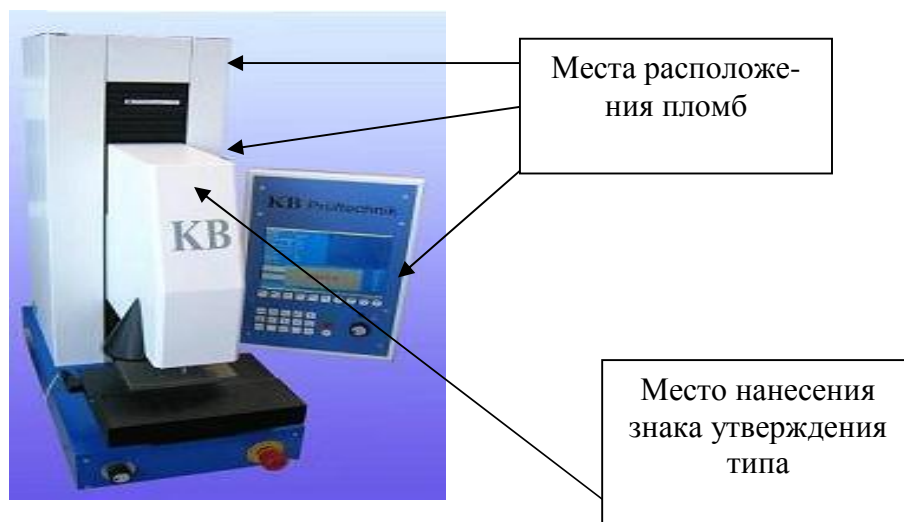 Места расположе-
ния пломб
KB Prüftechnik
KB
Место нанесения
знака утверждения
типа